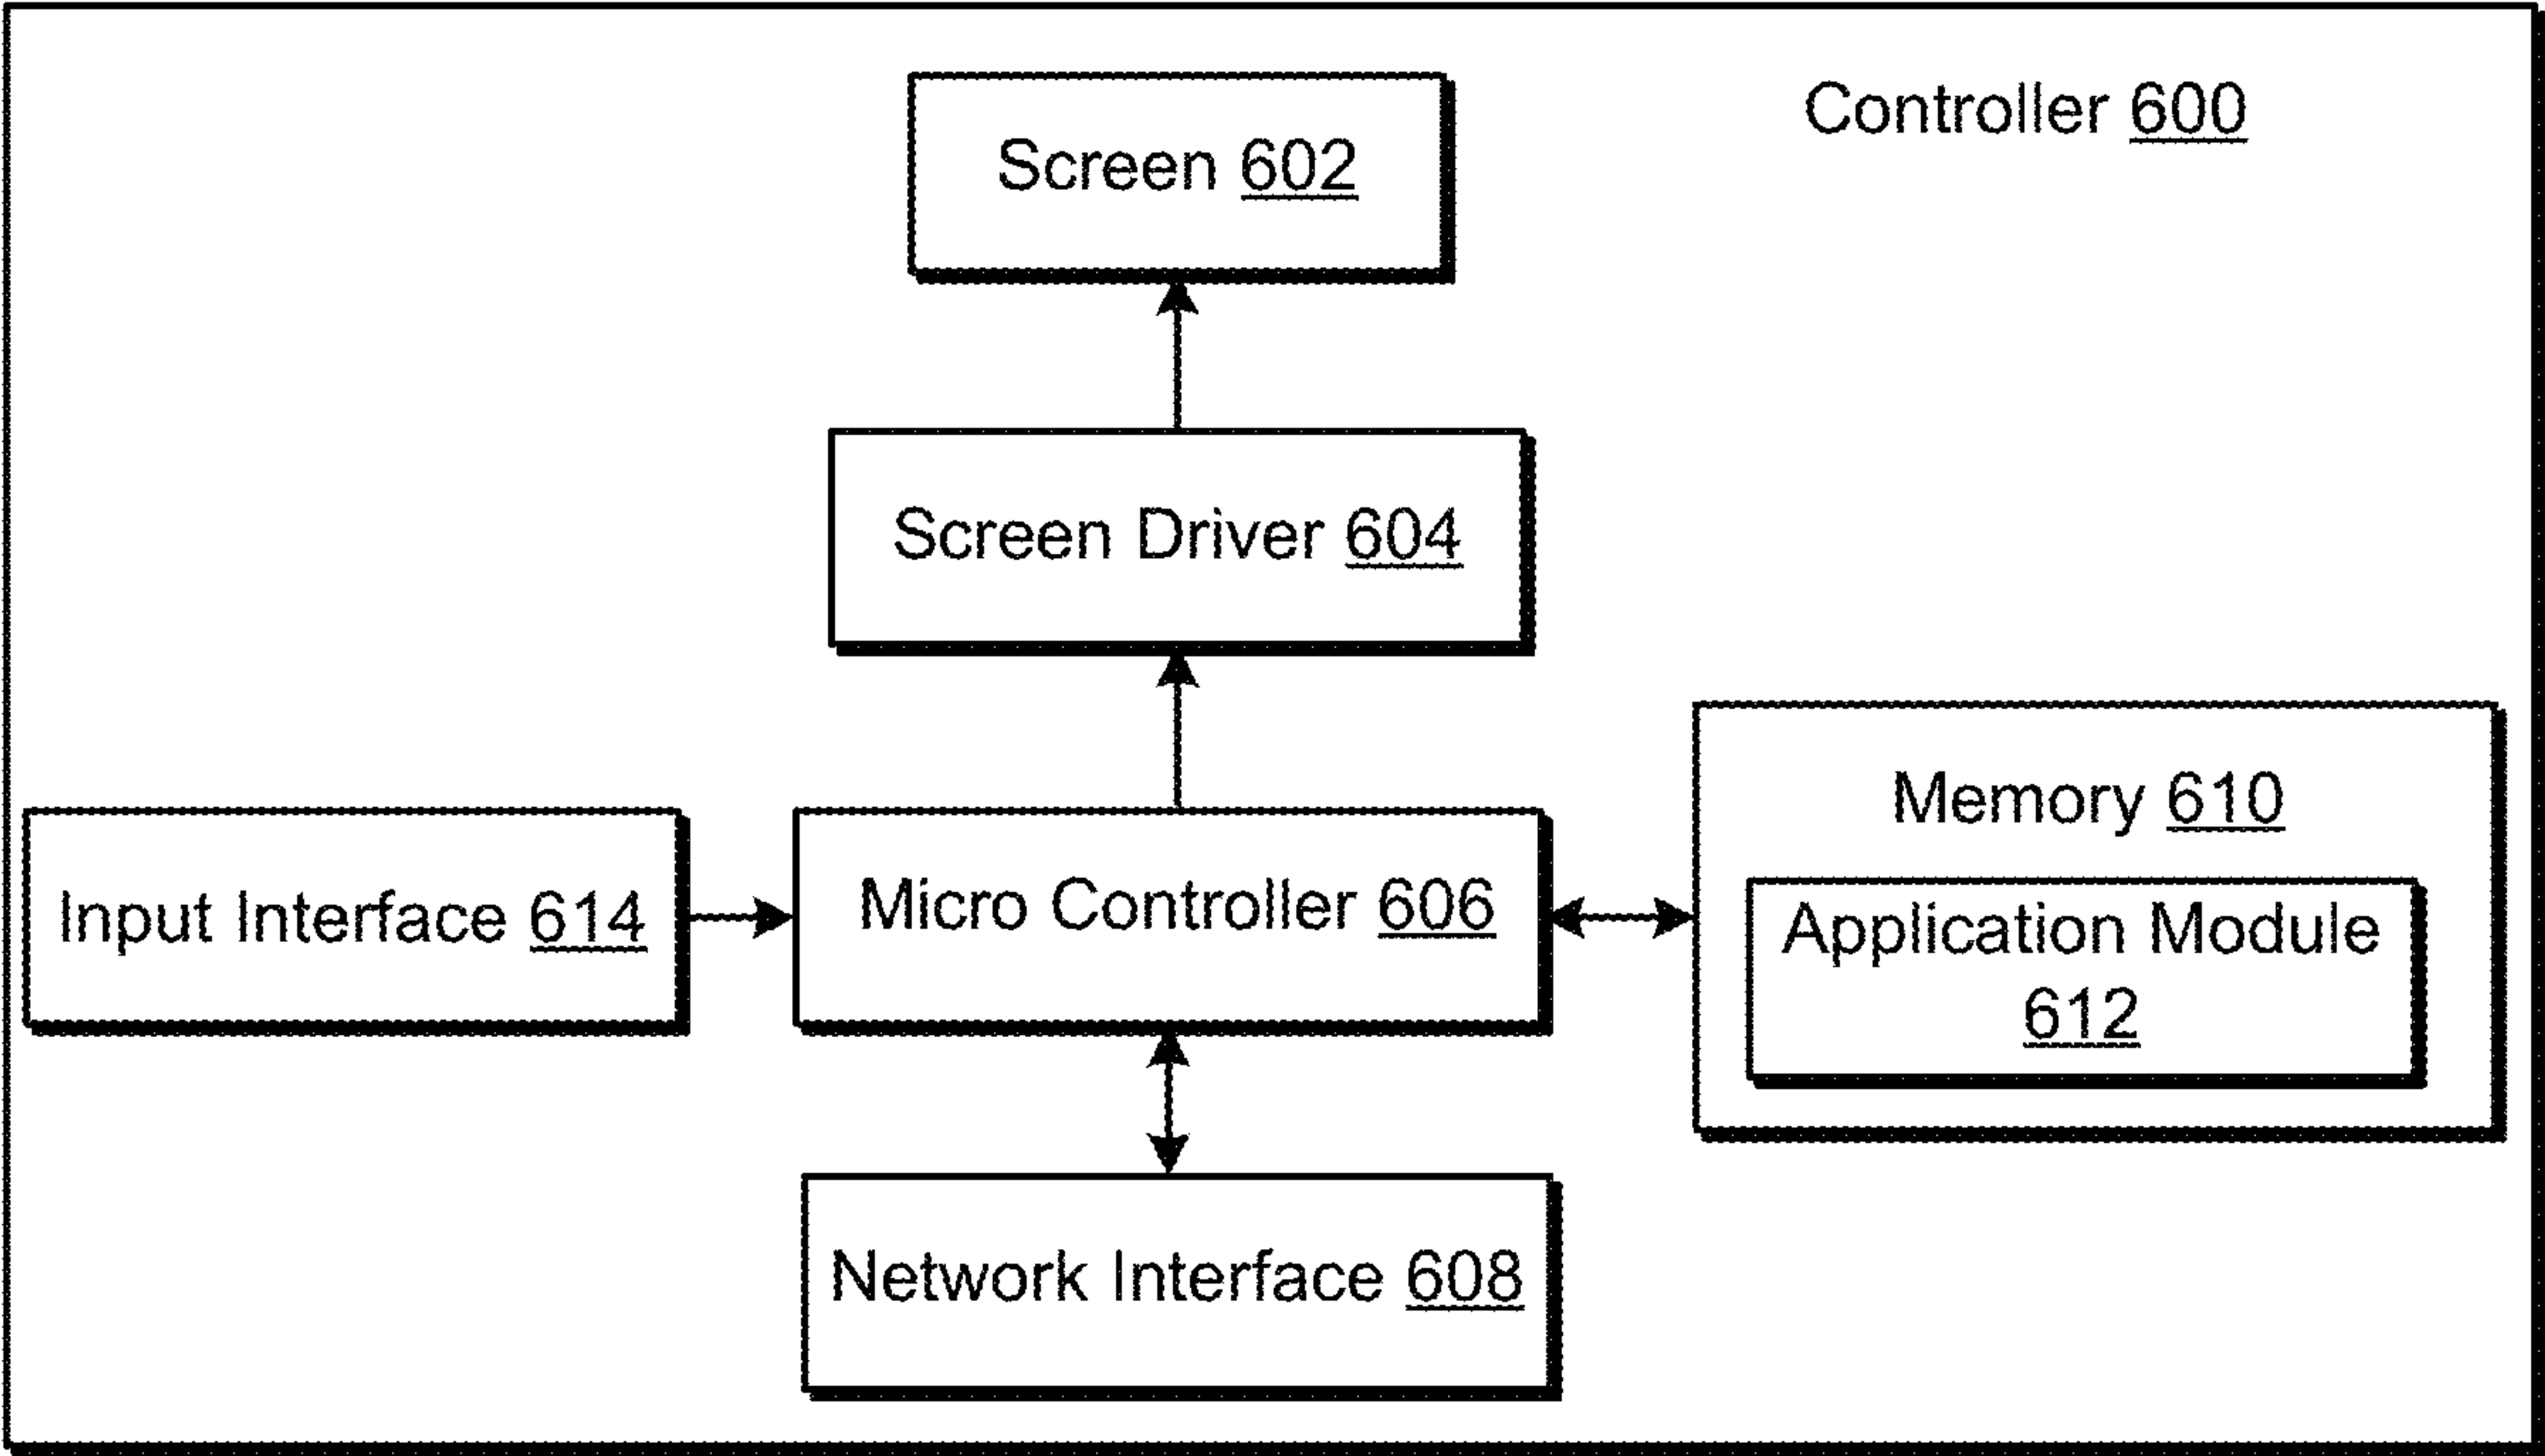 Controller 600
Screen 602
Screen Driver 604
Memory 610
Input Interface 614
Micro Controller 606
Application Module
612
Network Interface 608